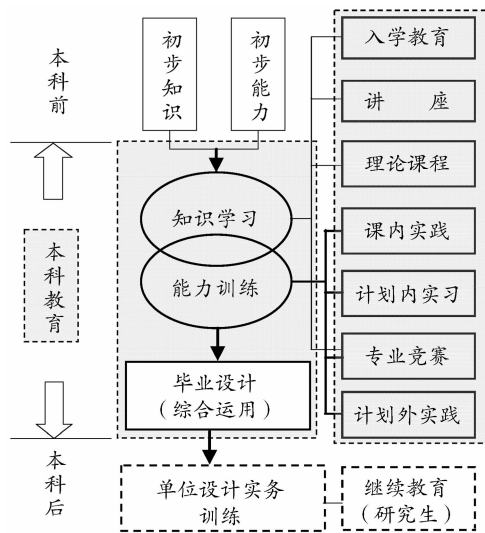 本科前
初步知识
初步能力
入学教育
讲 座
理论课程
知识学习
课内实践
本科教育
能力训练
计划内实习
专业竞赛
毕业设计
（综合运用）
计划外实践
本科后
单位设计实务
训练
继续教育
（研究生）